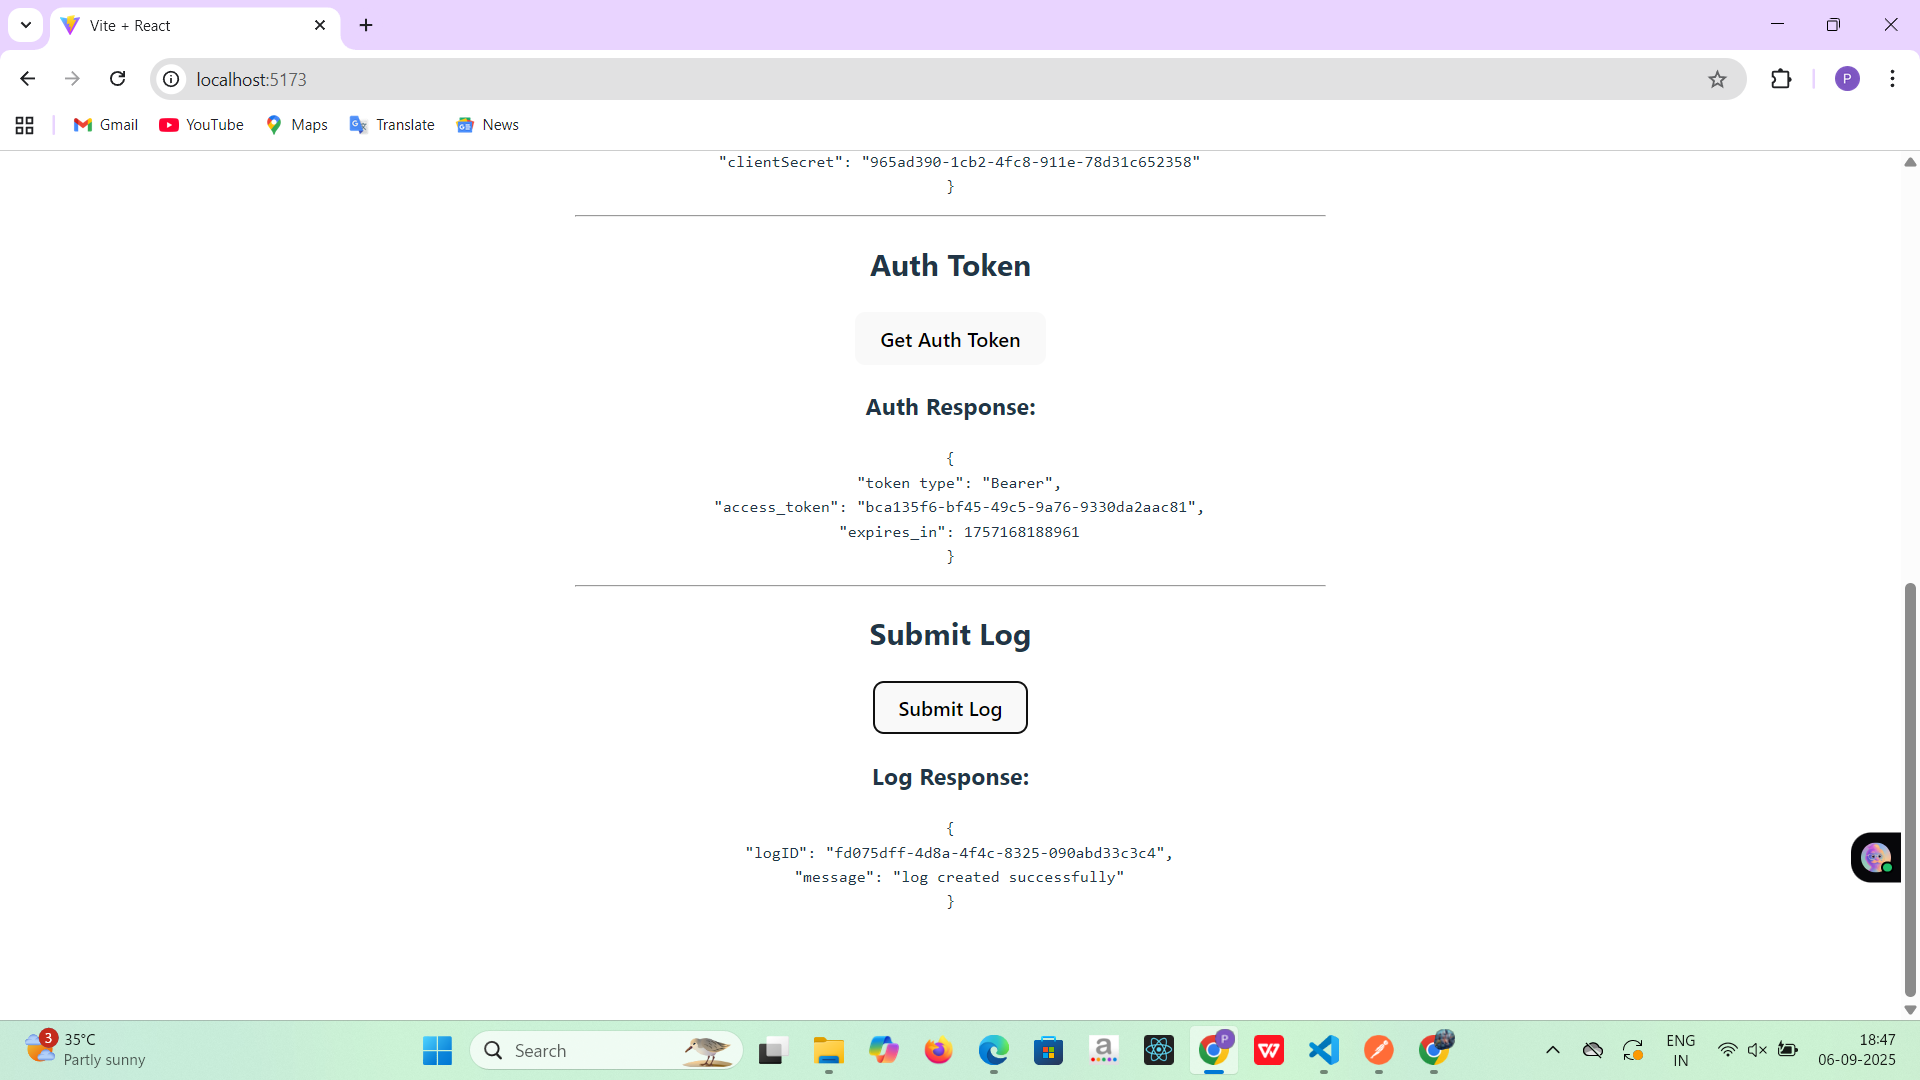 Vite + React
localhost:5173
Gmail
YouTube
Maps
Translate
News
"clientSecret": "965ad390-1cb2-4fc8-911e-78d31c652358"
}
Auth Token
Get Auth Token
Auth Response:
{
"token type": "Bearer",
"access_token": "bca135f6-bf45-49c5-9a76-9330da2aac81",
"expires_in": 1757168188961
}
Submit Log
Submit Log
Log Response:
{
"logID": "fd075dff-4d8a-4f4c-8325-090abd33c3c4",
"message": "log created successfully"
}
3
35°C
Partly sunny
Search
ENG
IN
18:47
06-09-2025